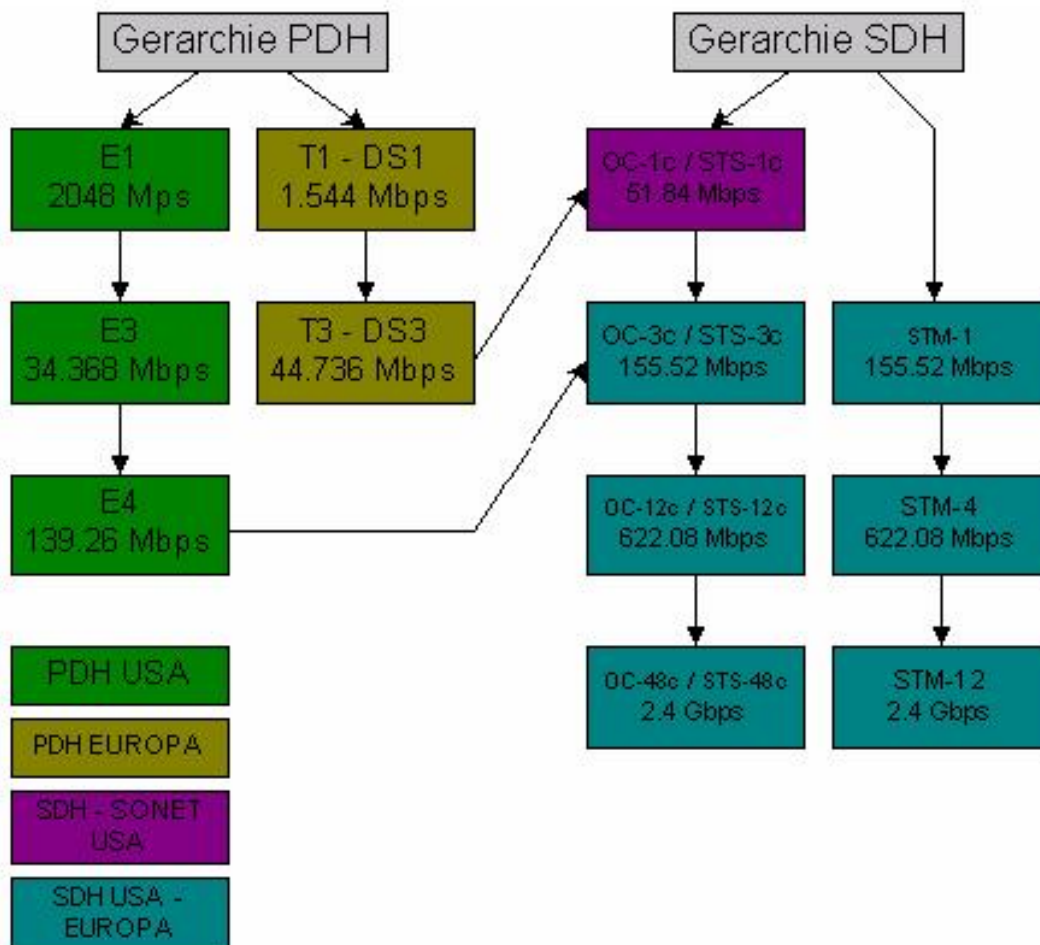 Gerarchie PDH
Gerarchie SDH
E1
2048 Mps
T1 - DS1
1.544 Mbps
OC-1c / STS-1c
51.84 Mbps
E3
34.368 Mbps
T3 - DS3
44.736 Mbps
OC-3c / STS-3c
155.52 Mbps
STM-1
155.52 Mbps
E4
139.26 Mbps
OC-12c / STS-12c
622.08 Mbps
STM-4
622.08 Mbps
OC-48c / STS-48c
2.4 Gbps
STM-12
2.4 Gbps
PDH USA
PDH EUROPA
SDH - SONET
USA
SDH USA -
EUROPA